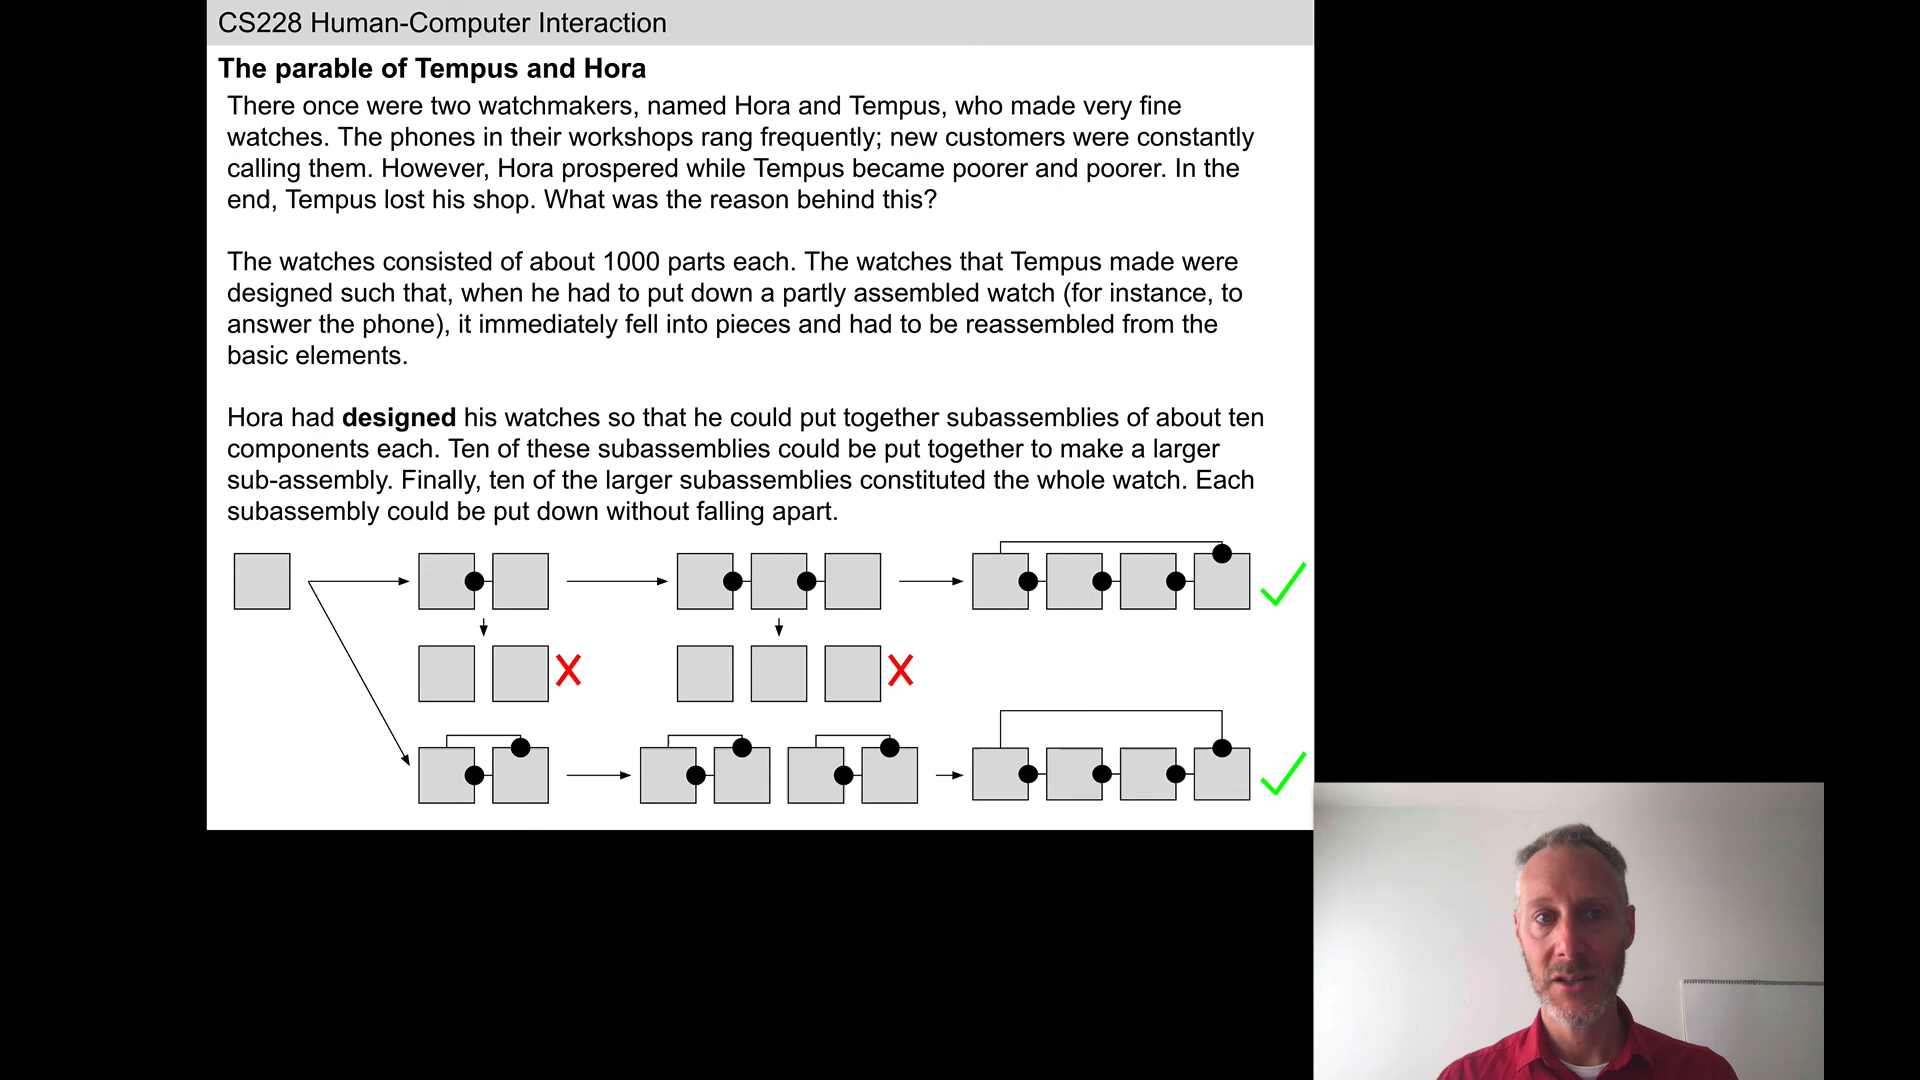 CS228 Human-Computer Interaction
The parable of Tempus and Hora
There once were two watchmakers, named Hora and Tempus, who made very fine
watches. The phones in their workshops rang frequently; new customers were constantly
calling them. However, Hora prospered while Tempus became poorer and poorer. In the
end, Tempus lost his shop. What was the reason behind this?
The watches consisted of about 1000 parts each. The watches that Tempus made were
designed such that, when he had to put down a partly assembled watch (for instance, to
answer the phone), it immediately fell into pieces and had to be reassembled from the
basic elements.
Hora had designed his watches so that he could put together subassemblies of about ten
components each. Ten of these subassemblies could be put together to make a larger
sub-assembly. Finally, ten of the larger subassemblies constituted the whole watch. Each
subassembly could be put down without falling apart.